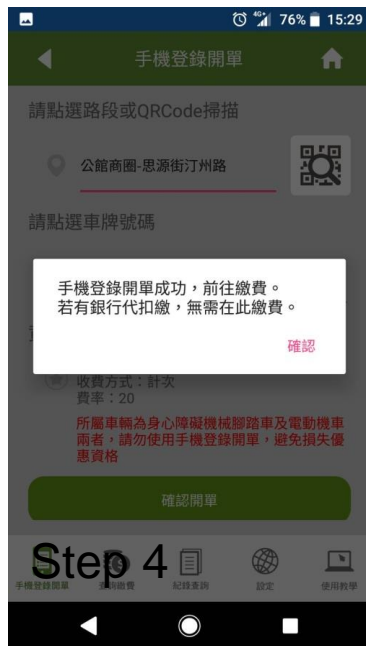 4G+ 76% 15:29
手機登錄開單
請點選路段或QRCode掃描
公館商圈-思源街汀州路
請點選車牌號碼
手機登錄開單成功，前往繳費。
若有銀行代扣繳，無需在此繳費。
確認
收費方式：計次
費率：20
所屬車輛為身心障礙機械腳踏車及電動機車
兩者，請勿使用手機登錄開單，避免損失優
惠資格
確認開單
Step 4
手機登錄開單 查詢繳費 紀錄查詢 設定 使用教學